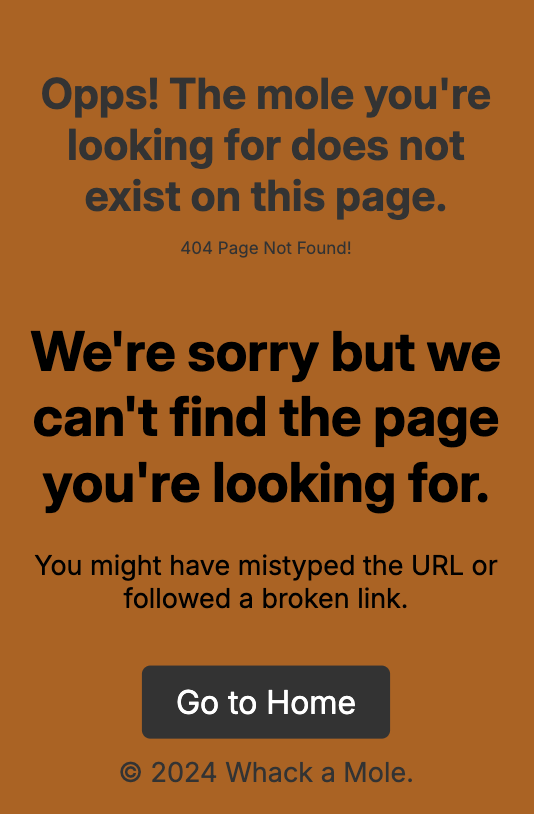 Opps! The mole you're
looking for does not
exist on this page.
404 Page Not Found!
We're sorry but we
can't find the page
you're looking for.
You might have mistyped the URL or
followed a broken link.
Go to Home
© 2024 Whack a Mole.